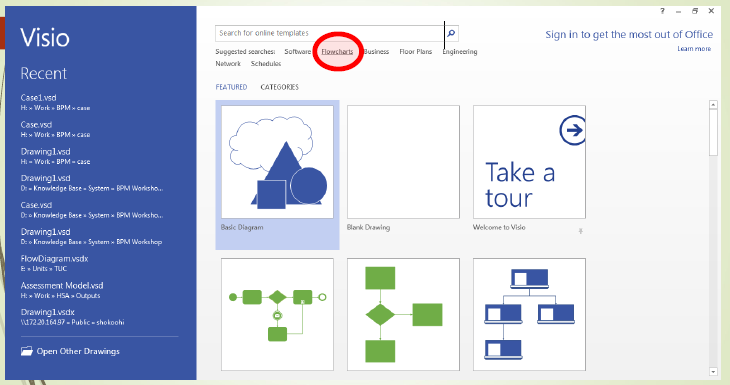 Visio
Recent
Case1.vsd
H: » Work » BPM » case
Case.vsd
H: » Work » BPM » case
Drawing1.vsd
H: » Work » BPM » case
Drawing1.vsd
D: » Knowledge Base » System » BPM Worksho...
Case.vsd
D: » Knowledge Base » System » BPM Worksho...
Drawing1.vsd
D: » Knowledge Base » System » BPM Workshop
FlowDiagram.vsdx
E: » Units » TUC
Assessment Model.vsd
H: » Work » HSA » Outputs
Drawing1.vsdx
\\172.20.164.97 » Public » shokoohi
Open Other Drawings
?
Search for online templates
Sign in to get the most out of Office
Learn more
Suggested searches: Software Flowcharts Business Floor Plans Engineering
Network Schedules
FEATURED CATEGORIES
Take a
tour
Basic Diagram Blank Drawing Welcome to Visio